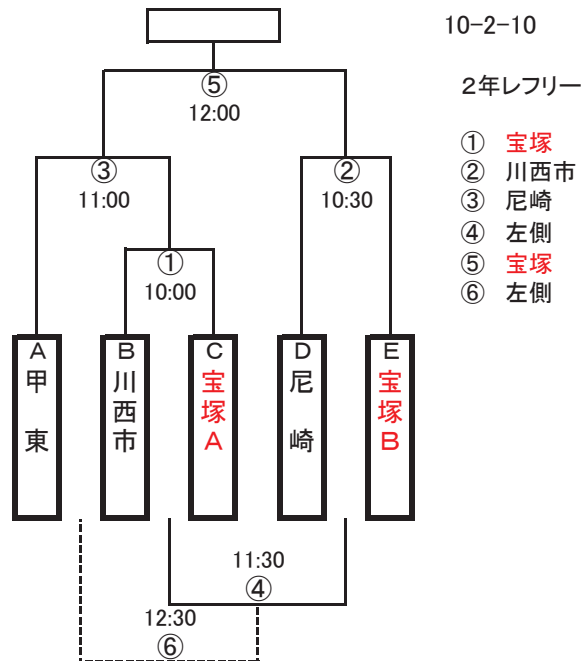 10-2-10
2年レフリー
① 宝塚
② 川西市
③ 尼崎
④ 左側
⑤ 宝塚
⑥ 左側
⑤
12:00
③
11:00
②
10:30
①
10:00
A 甲東
B 川西市
C 宝塚A
D 尼崎
E 宝塚B
11:30
④
12:30
⑥